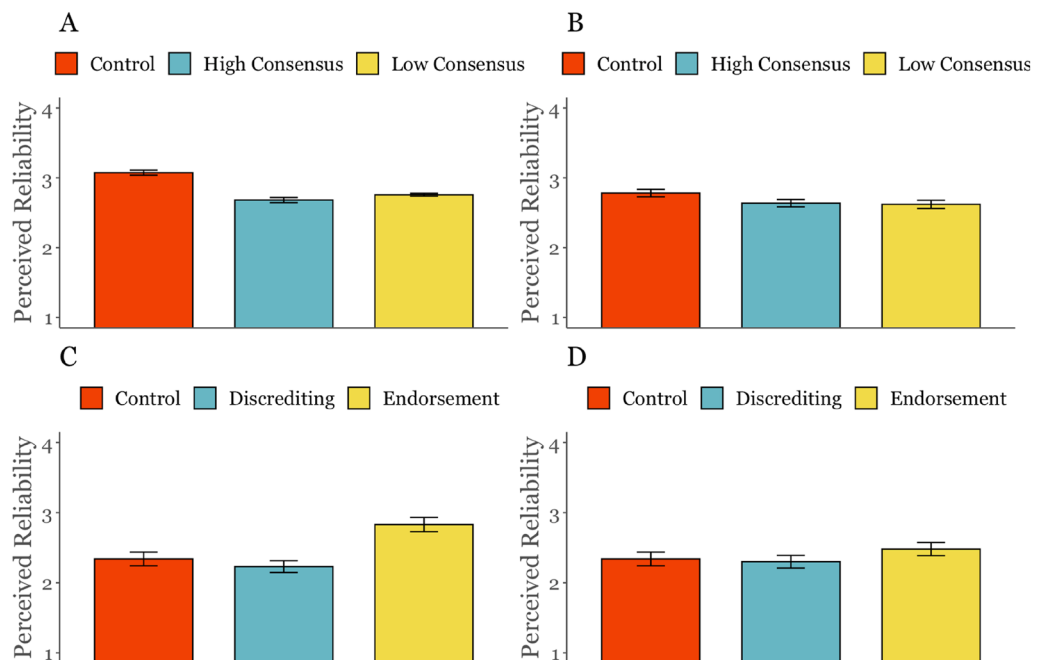 A
Control High Consensus Low Consensus
Perceived Reliability
4
3
2
1
B
Control High Consensus Low Consensus
Perceived Reliability
4
3
2
1
C
Control Discrediting Endorsement
Perceived Reliability
4
3
2
1
D
Control Discrediting Endorsement
Perceived Reliability
4
3
2
1